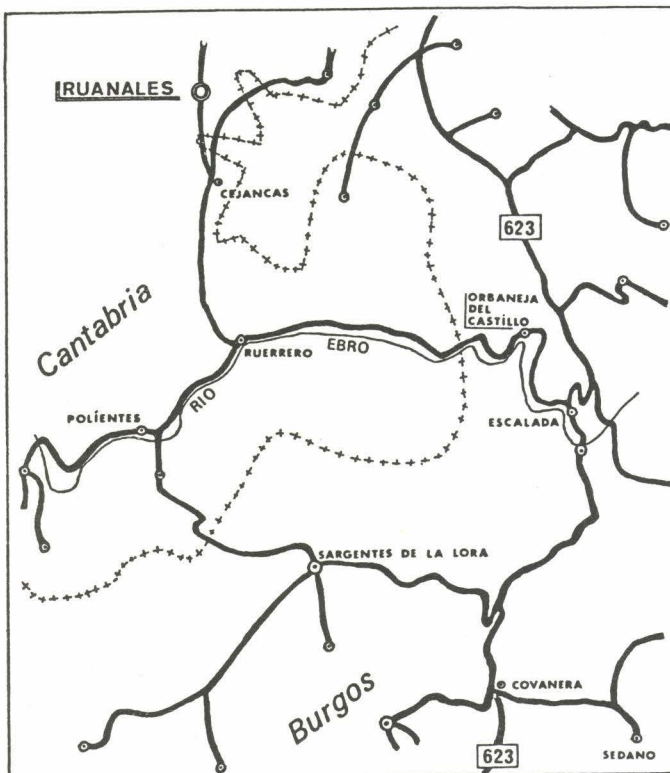 RUANALES
CEJANCAS
623
Cantabria
ORBANEJA
DEL
CASTILLO
RUERRERO
EBRO
RIO
POLÍENTES
ESCALADA
SARGENTES DE LA LORA
Burgos
COVANERA
623
SEDANO